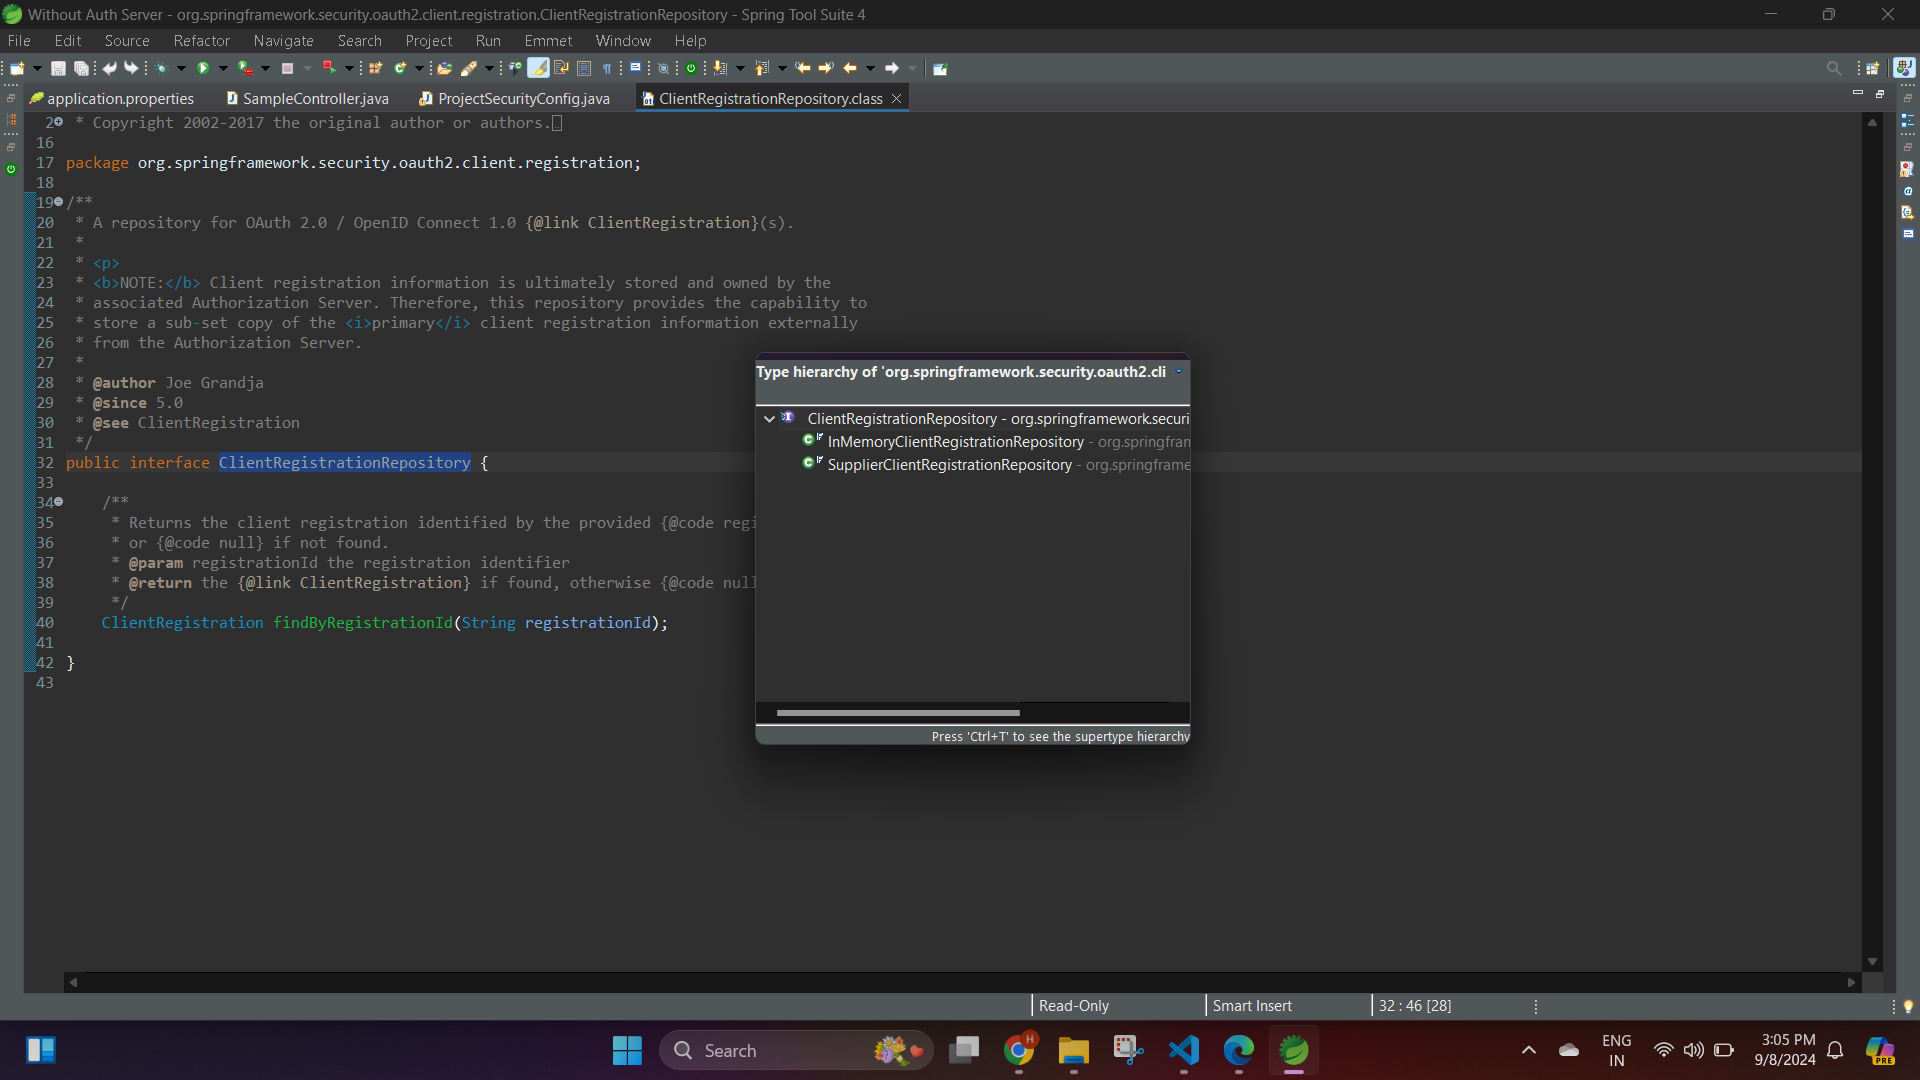 Without Auth Server - org.springframework.security.oauth2.client.registration.ClientRegistrationRepository - Spring Tool Suite 4
File Edit Source Refactor Navigate Search Project Run Emmet Window Help
application.properties SampleController.java ProjectSecurityConfig.java ClientRegistrationRepository.class
2 * Copyright 2002-2017 the original author or authors.
16
17 package org.springframework.security.oauth2.client.registration;
18
19 /**
20 * A repository for OAuth 2.0 / OpenID Connect 1.0 {@link ClientRegistration}(s).
21 *
22 * <p>
23 * <b>NOTE:</b> Client registration information is ultimately stored and owned by the
24 * associated Authorization Server. Therefore, this repository provides the capability to
25 * store a sub-set copy of the <i>primary</i> client registration information externally
26 * from the Authorization Server.
27 *
28 * @author Joe Grandja
29 * @since 5.0
30 * @see ClientRegistration
31 */
32 public interface ClientRegistrationRepository {
33
34 /**
35 * Returns the client registration identified by the provided {@code regi
36 * or {@code null} if not found.
37 * @param registrationId the registration identifier
38 * @return the {@link ClientRegistration} if found, otherwise {@code null
39 */
40 ClientRegistration findByRegistrationId(String registrationId);
41
42 }
43
Type hierarchy of 'org.springframework.security.oauth2.cli
ClientRegistrationRepository - org.springframework.securi
InMemoryClientRegistrationRepository - org.springfram
SupplierClientRegistrationRepository - org.springframe
Press 'Ctrl+T' to see the supertype hierarchy
Read-Only Smart Insert 32 : 46 [28]
Search
H
ENG
IN
3:05 PM
9/8/2024
PRE